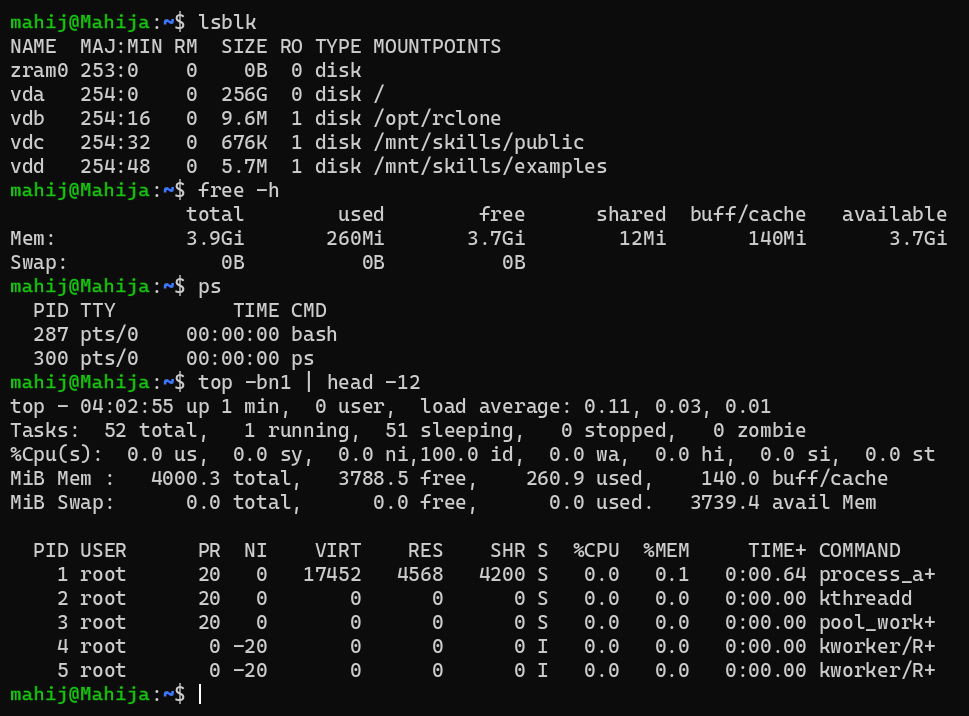 mahij@Mahija:~$ lsblk
NAME  MAJ:MIN RM  SIZE RO TYPE MOUNTPOINTS
zram0 253:0    0    0B  0 disk
vda   254:0    0  256G  0 disk /
vdb   254:16   0  9.6M  1 disk /opt/rclone
vdc   254:32   0  676K  1 disk /mnt/skills/public
vdd   254:48   0  5.7M  1 disk /mnt/skills/examples
mahij@Mahija:~$ free -h
               total        used        free      shared  buff/cache   available
Mem:           3.9Gi       260Mi       3.7Gi        12Mi       140Mi       3.7Gi
Swap:             0B          0B          0B
mahij@Mahija:~$ ps
  PID TTY          TIME CMD
  287 pts/0    00:00:00 bash
  300 pts/0    00:00:00 ps
mahij@Mahija:~$ top -bn1 | head -12
top - 04:02:55 up 1 min,  0 user,  load average: 0.11, 0.03, 0.01
Tasks:  52 total,   1 running,  51 sleeping,   0 stopped,   0 zombie
%Cpu(s):  0.0 us,  0.0 sy,  0.0 ni,100.0 id,  0.0 wa,  0.0 hi,  0.0 si,  0.0 st
MiB Mem :   4000.3 total,   3788.5 free,    260.9 used,    140.0 buff/cache
MiB Swap:      0.0 total,      0.0 free,      0.0 used.   3739.4 avail Mem

  PID USER      PR  NI    VIRT    RES    SHR S  %CPU  %MEM     TIME+ COMMAND
    1 root      20   0   17452   4568   4200 S   0.0   0.1   0:00.64 process_a+
    2 root      20   0       0      0      0 S   0.0   0.0   0:00.00 kthreadd
    3 root      20   0       0      0      0 S   0.0   0.0   0:00.00 pool_work+
    4 root       0 -20       0      0      0 I   0.0   0.0   0:00.00 kworker/R+
    5 root       0 -20       0      0      0 I   0.0   0.0   0:00.00 kworker/R+
mahij@Mahija:~$